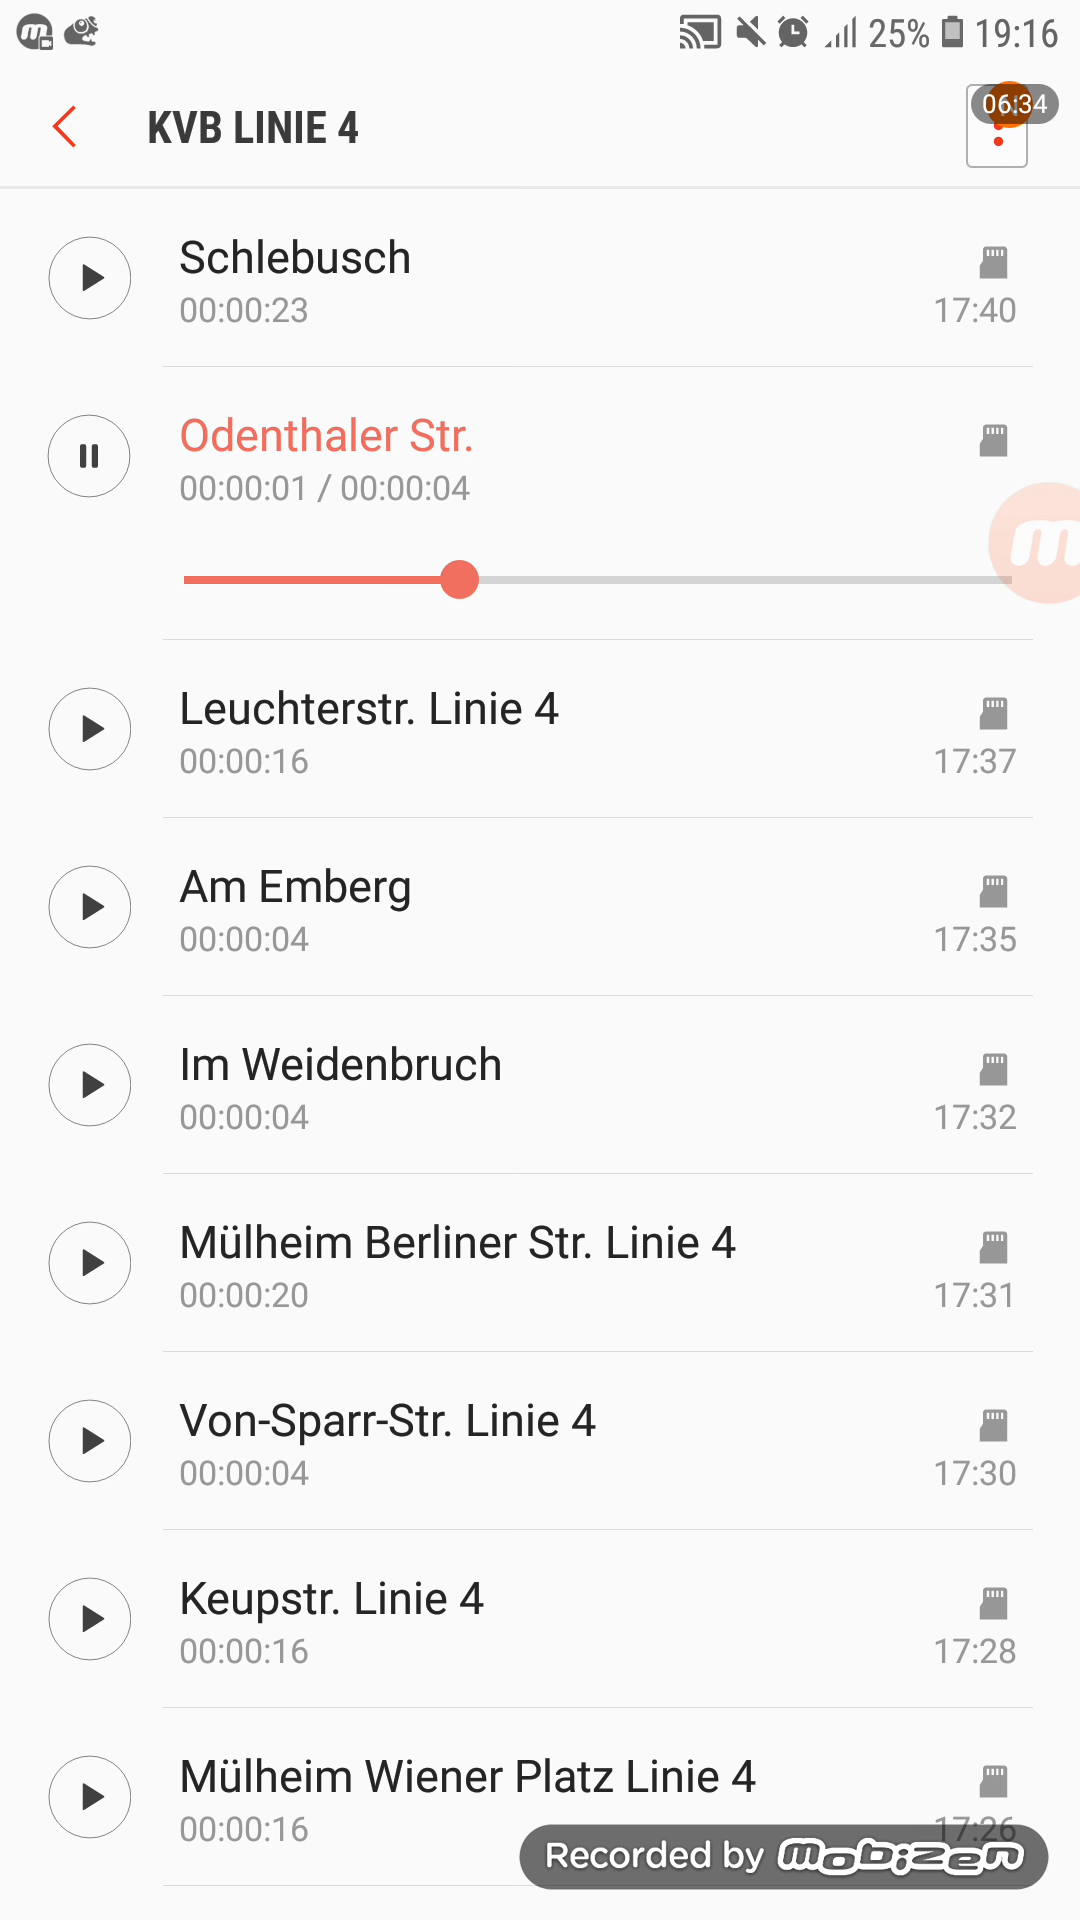 25% 19:16
KVB LINIE 4
06:34
Schlebusch
00:00:23 17:40
Odenthaler Str.
00:00:01 / 00:00:04
Leuchterstr. Linie 4
00:00:16 17:37
Am Emberg
00:00:04 17:35
Im Weidenbruch
00:00:04 17:32
Mülheim Berliner Str. Linie 4
00:00:20 17:31
Von-Sparr-Str. Linie 4
00:00:04 17:30
Keupstr. Linie 4
00:00:16 17:28
Mülheim Wiener Platz Linie 4
00:00:16 17:26
Recorded by mobizen